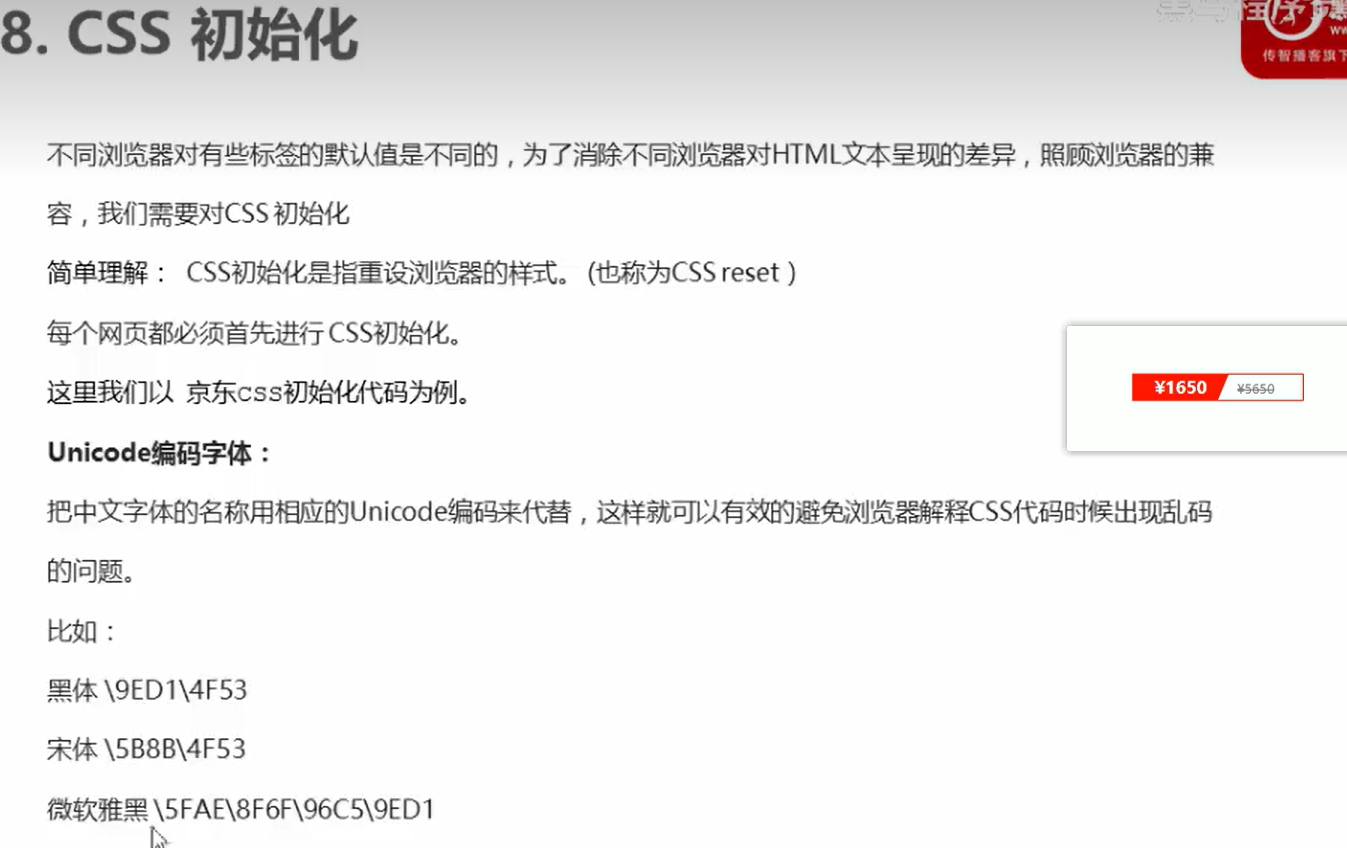 8. CSS 初始化
传智播客旗下
不同浏览器对有些标签的默认值是不同的，为了消除不同浏览器对HTML文本呈现的差异，照顾浏览器的兼
容，我们需要对CSS 初始化
简单理解： CSS初始化是指重设浏览器的样式。 (也称为CSS reset ）
每个网页都必须首先进行 CSS初始化。
这里我们以 京东css初始化代码为例。
¥1650 ¥5650
Unicode编码字体：
把中文字体的名称用相应的Unicode编码来代替，这样就可以有效的避免浏览器解释CSS代码时候出现乱码
的问题。
比如：
黑体 \9ED1\4F53
宋体 \5B8B\4F53
微软雅黑 \5FAE\8F6F\96C5\9ED1